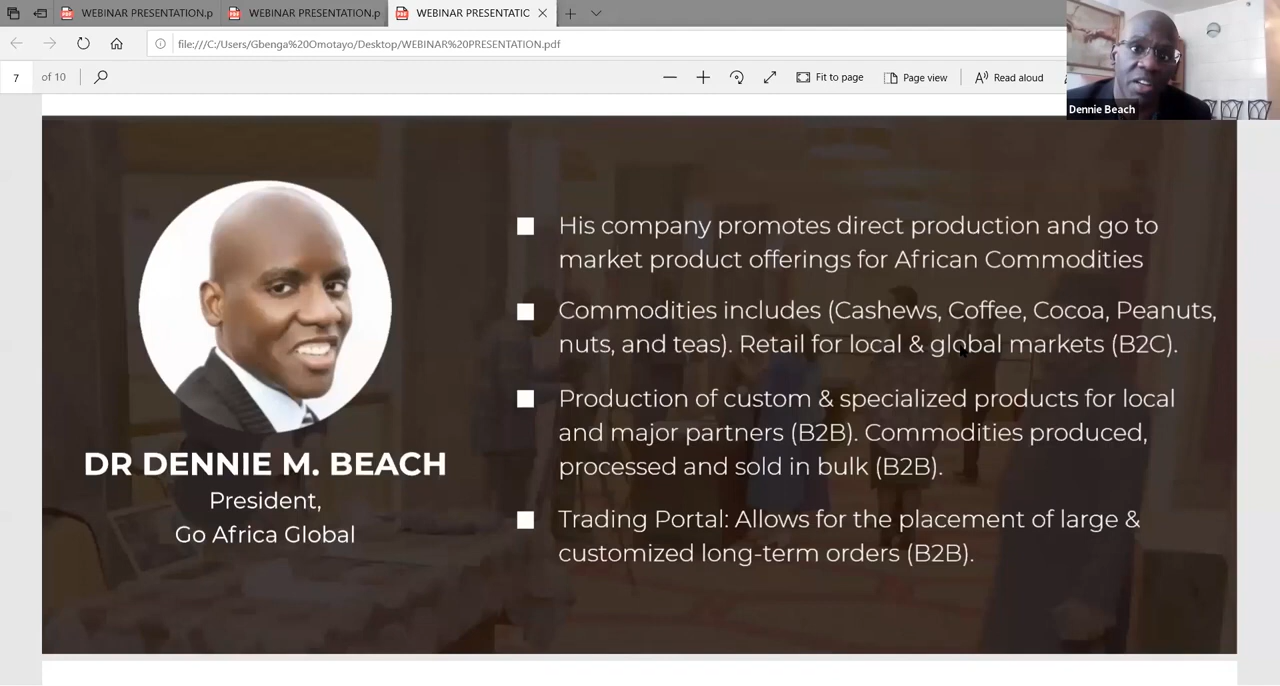 WEBINAR PRESENTATION.p
WEBINAR PRESENTATION.p
WEBINAR PRESENTATIC
file:///C:/Users/Gbenga%20Omotayo/Desktop/WEBINAR%20PRESENTATION.pdf
7 of 10
Fit to page
Page view
Read aloud
Dennie Beach
DR DENNIE M. BEACH
President,
Go Africa Global
His company promotes direct production and go to
market product offerings for African Commodities
Commodities includes (Cashews, Coffee, Cocoa, Peanuts,
nuts, and teas). Retail for local & global markets (B2C).
Production of custom & specialized products for local
and major partners (B2B). Commodities produced,
processed and sold in bulk (B2B).
Trading Portal: Allows for the placement of large &
customized long-term orders (B2B).